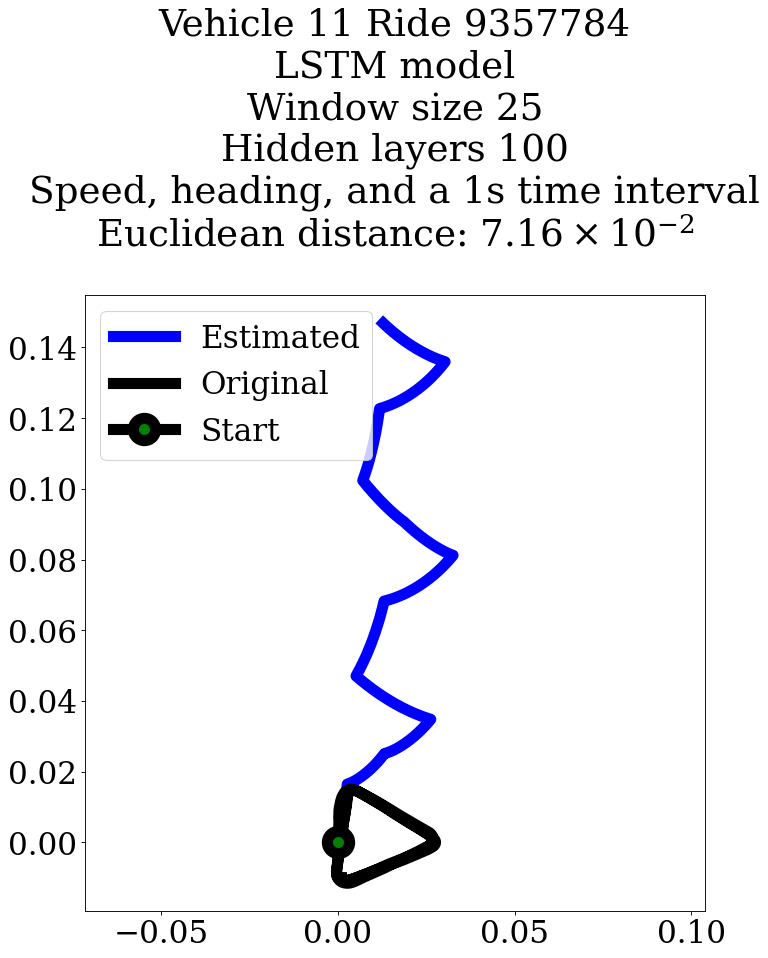 Vehicle 11 Ride 9357784
LSTM model
Window size 25
Hidden layers 100
Speed, heading, and a 1s time interval
Euclidean distance: 7.16 × 10⁻²
Estimated
Original
Start
0.14
0.12
0.10
0.08
0.06
0.04
0.02
0.00
−0.05 0.00 0.05 0.10